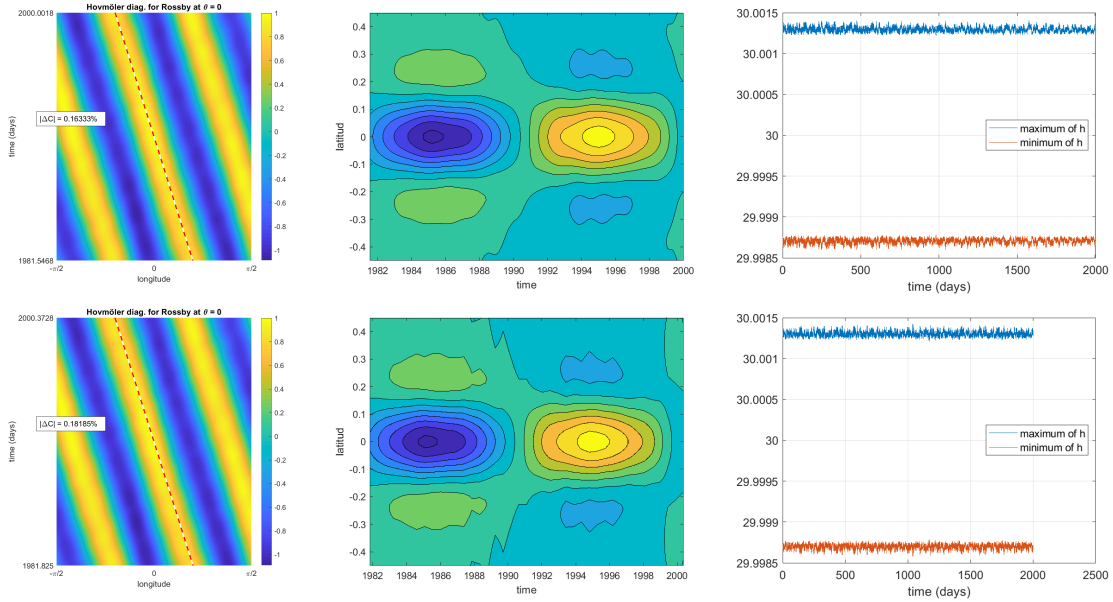 Hovmöler diag. for Rossby at θ = 0
2000.0018
|ΔC| = 0.16333%
time (days)
1981.5468
-π/2 0 π/2
longitude
1
0.8
0.6
0.4
0.2
0
-0.2
-0.4
-0.6
-0.8
-1
0.4
0.3
0.2
0.1
0
-0.1
-0.2
-0.3
-0.4
latitud
1982 1984 1986 1988 1990 1992 1994 1996 1998 2000
time
30.0015
30.001
30.0005
30
29.9995
29.999
29.9985
maximum of h
minimum of h
0 500 1000 1500 2000
time (days)
Hovmöler diag. for Rossby at θ = 0
2000.3728
|ΔC| = 0.18185%
time (days)
1981.825
-π/2 0 π/2
longitude
1
0.8
0.6
0.4
0.2
0
-0.2
-0.4
-0.6
-0.8
-1
0.4
0.3
0.2
0.1
0
-0.1
-0.2
-0.3
-0.4
latitud
1982 1984 1986 1988 1990 1992 1994 1996 1998 2000
time
30.0015
30.001
30.0005
30
29.9995
29.999
29.9985
maximum of h
minimum of h
0 500 1000 1500 2000 2500
time (days)